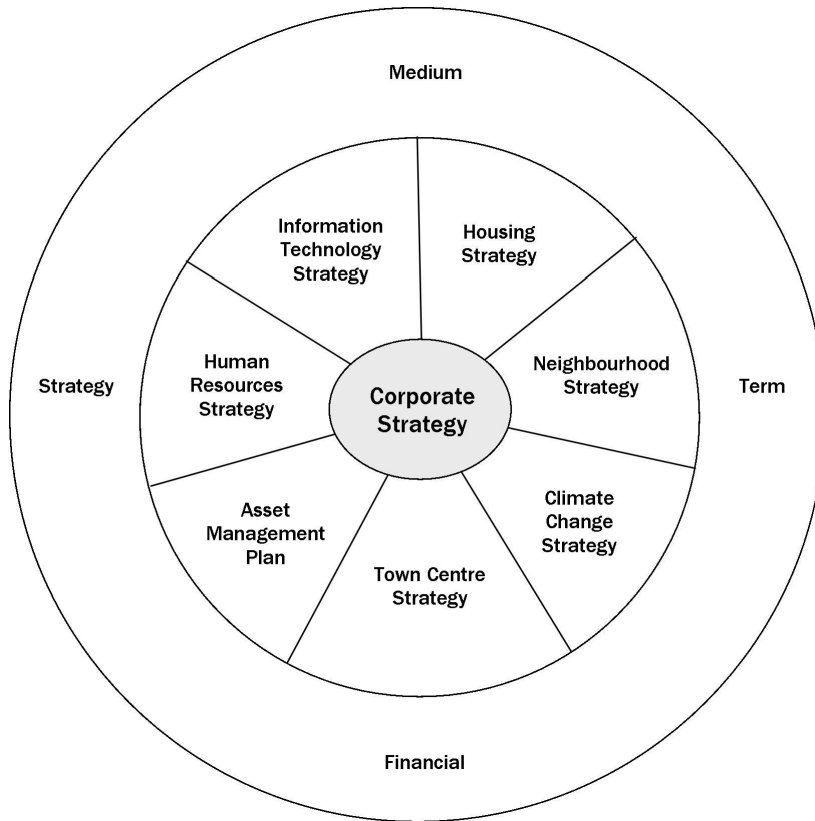 Medium
Information
Technology
Strategy
Housing
Strategy
Human
Resources
Strategy
Neighbourhood
Strategy
Strategy
Corporate
Strategy
Term
Asset
Management
Plan
Climate
Change
Strategy
Town Centre
Strategy
Financial